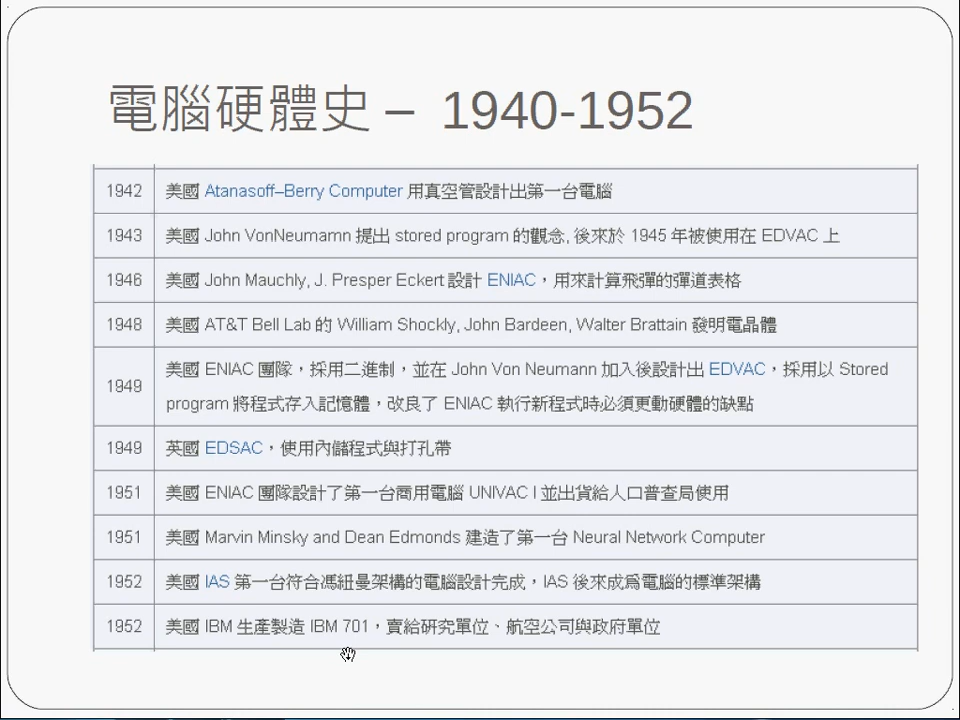 電腦硬體史 – 1940-1952
1942 美國 Atanasoff–Berry Computer 用真空管設計出第一台電腦
1943 美國 John VonNeumamn 提出 stored program 的觀念, 後來於 1945 年被使用在 EDVAC 上
1946 美國 John Mauchly, J. Presper Eckert 設計 ENIAC，用來計算飛彈的彈道表格
1948 美國 AT&T Bell Lab 的 William Shockly, John Bardeen, Walter Brattain 發明電晶體
1949 美國 ENIAC 團隊，採用二進制，並在 John Von Neumann 加入後設計出 EDVAC，採用以 Stored
program 將程式存入記憶體，改良了 ENIAC 執行新程式時必須更動硬體的缺點
1949 英國 EDSAC，使用內儲程式與打孔帶
1951 美國 ENIAC 團隊設計了第一台商用電腦 UNIVAC I 並出貨給人口普查局使用
1951 美國 Marvin Minsky and Dean Edmonds 建造了第一台 Neural Network Computer
1952 美國 IAS 第一台符合馮紐曼架構的電腦設計完成，IAS 後來成為電腦的標準架構
1952 美國 IBM 生產製造 IBM 701，賣給研究單位、航空公司與政府單位